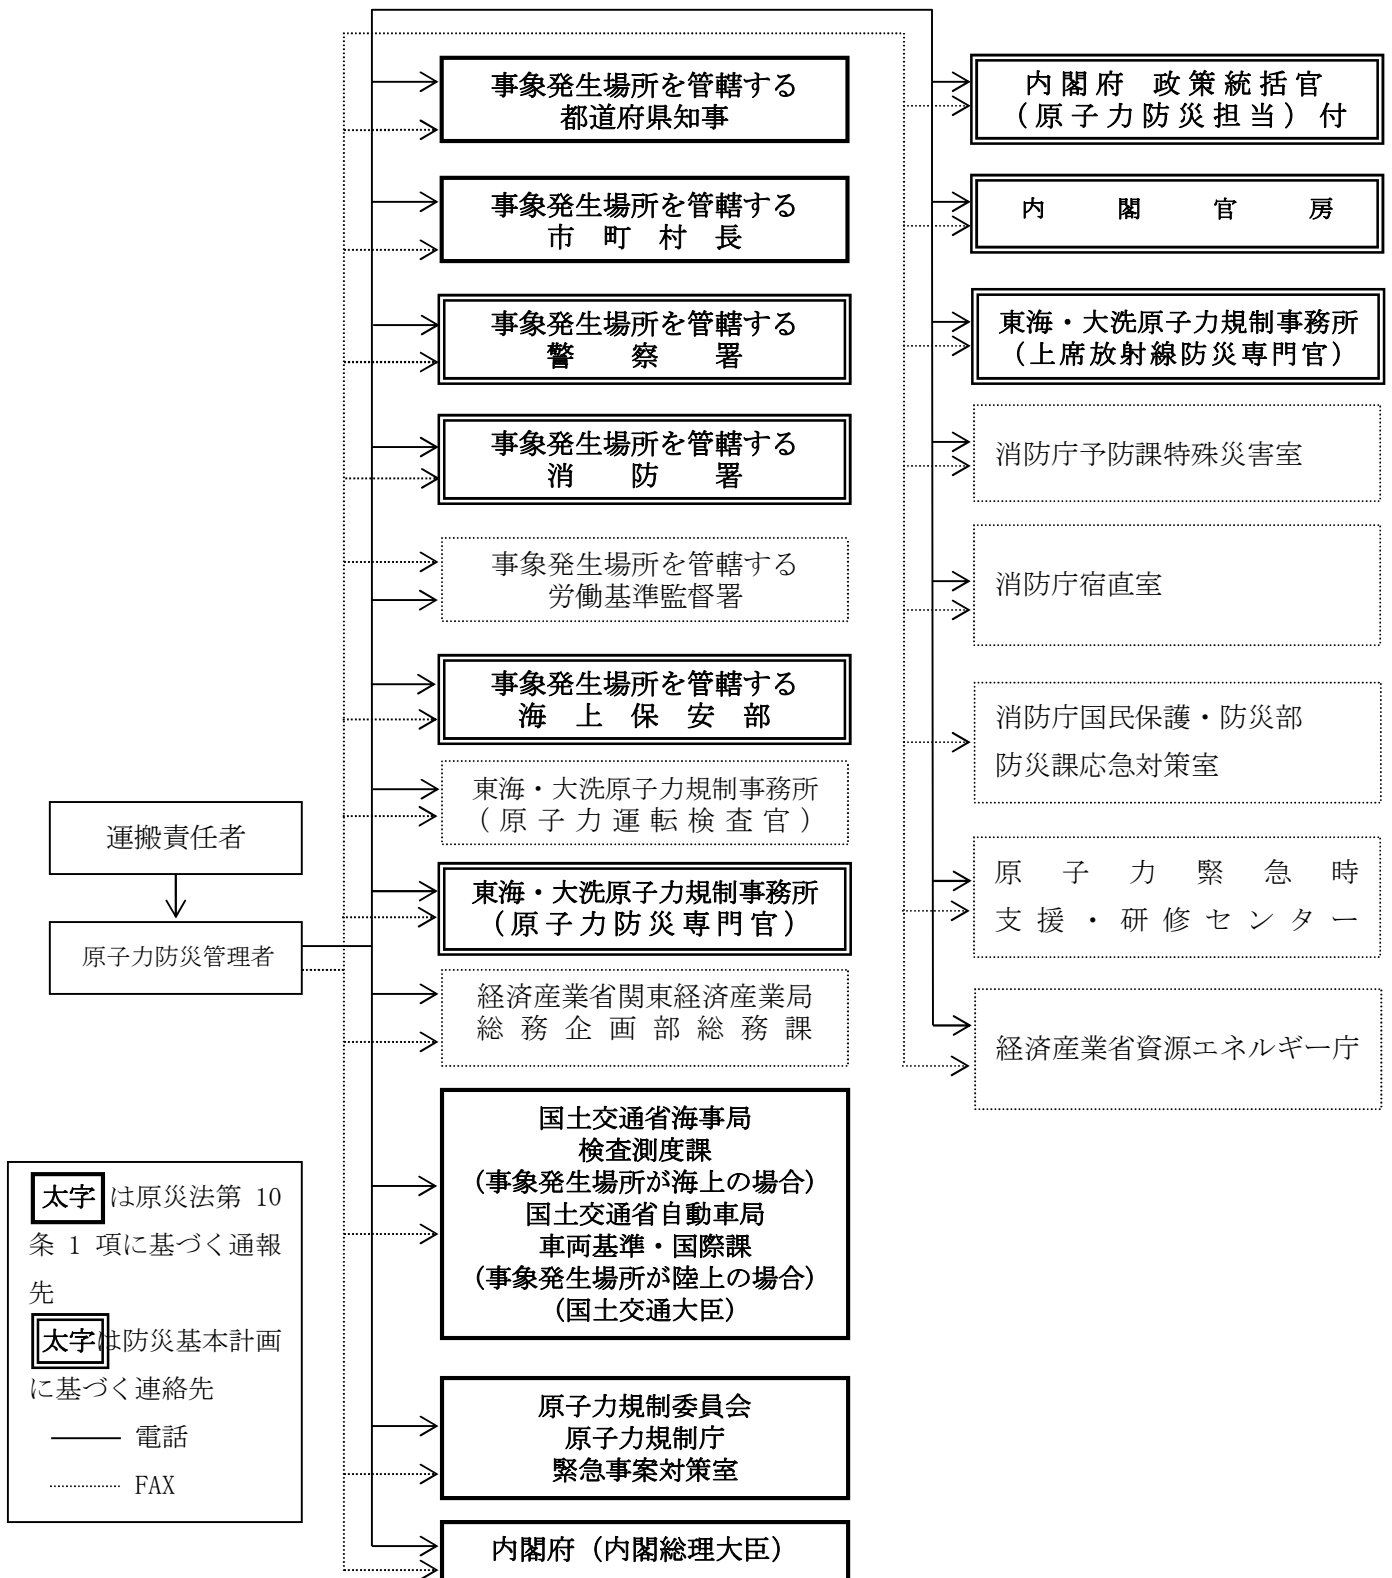 事象発生場所を管轄する
都道府県知事
事象発生場所を管轄する
市 町 村 長
事象発生場所を管轄する
警 察 署
事象発生場所を管轄する
消 防 署
事象発生場所を管轄する
労働基準監督署
事象発生場所を管轄する
海 上 保 安 部
東海・大洗原子力規制事務所
（原子力運転検査官）
東海・大洗原子力規制事務所
（原子力防災専門官）
経済産業省関東経済産業局
総務企画部総務課
国土交通省海事局
検査測度課
(事象発生場所が海上の場合)
国土交通省自動車局
車両基準・国際課
(事象発生場所が陸上の場合)
(国土交通大臣)
原子力規制委員会
原子力規制庁
緊急事案対策室
内閣府（内閣総理大臣）
内閣府 政策統括官
（原子力防災担当）付
内 閣 官 房
東海・大洗原子力規制事務所
（上席放射線防災専門官）
消防庁予防課特殊災害室
消防庁宿直室
消防庁国民保護・防災部
防災課応急対策室
原子力緊急時
支援・研修センター
経済産業省資源エネルギー庁
運搬責任者
原子力防災管理者
太字 は原災法第 10
条 1 項に基づく通報
先
太字は防災基本計画
に基づく連絡先
電話
FAX